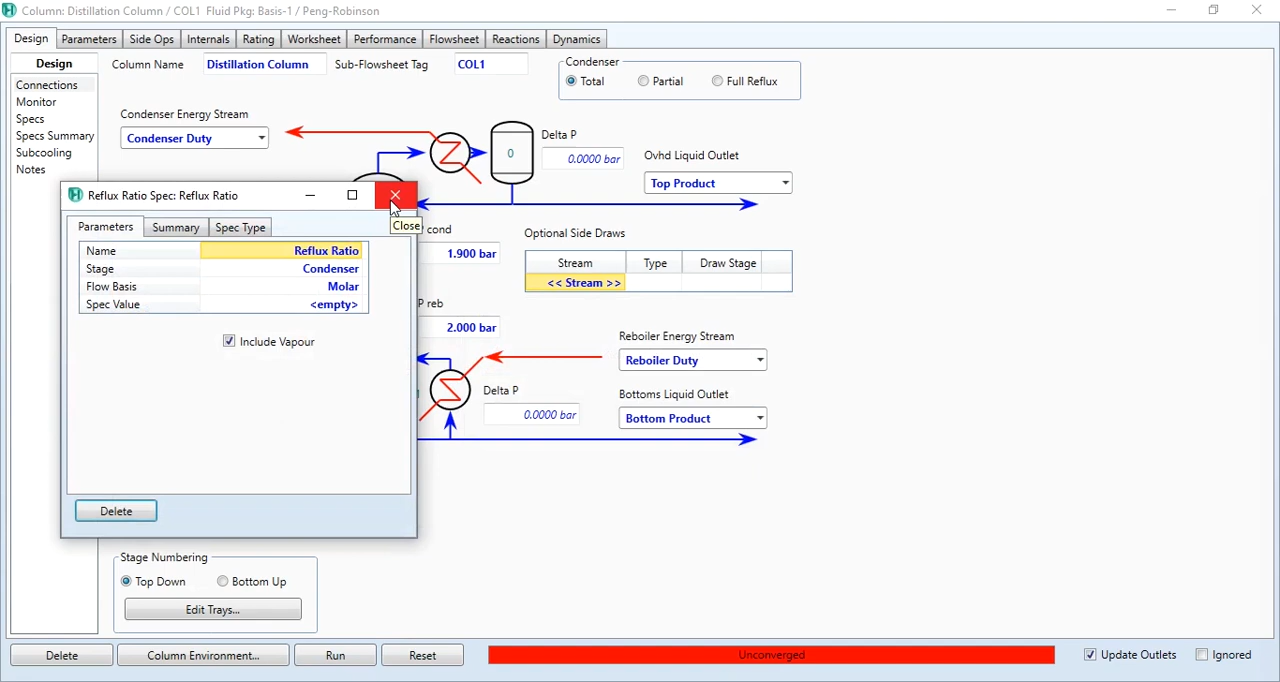 Column: Distillation Column / COL1 Fluid Pkg: Basis-1 / Peng-Robinson
Design Parameters Side Ops Internals Rating Worksheet Performance Flowsheet Reactions Dynamics
Design
Connections
Monitor
Specs
Specs Summary
Subcooling
Notes
Column Name Distillation Column Sub-Flowsheet Tag COL1
Condenser
Total Partial Full Reflux
Condenser Energy Stream
Condenser Duty
0
Delta P
0.0000 bar
Ovhd Liquid Outlet
Top Product
Reflux Ratio Spec: Reflux Ratio
Close
Parameters Summary Spec Type
Name Reflux Ratio
Stage Condenser
Flow Basis Molar
Spec Value <empty>
Include Vapour
Delete
cond
1.900 bar
Optional Side Draws
Stream Type Draw Stage
<< Stream >>
P reb
2.000 bar
Reboiler Energy Stream
Reboiler Duty
Delta P
0.0000 bar
Bottoms Liquid Outlet
Bottom Product
Stage Numbering
Top Down Bottom Up
Edit Trays...
Delete Column Environment... Run Reset Unconverged Update Outlets Ignored